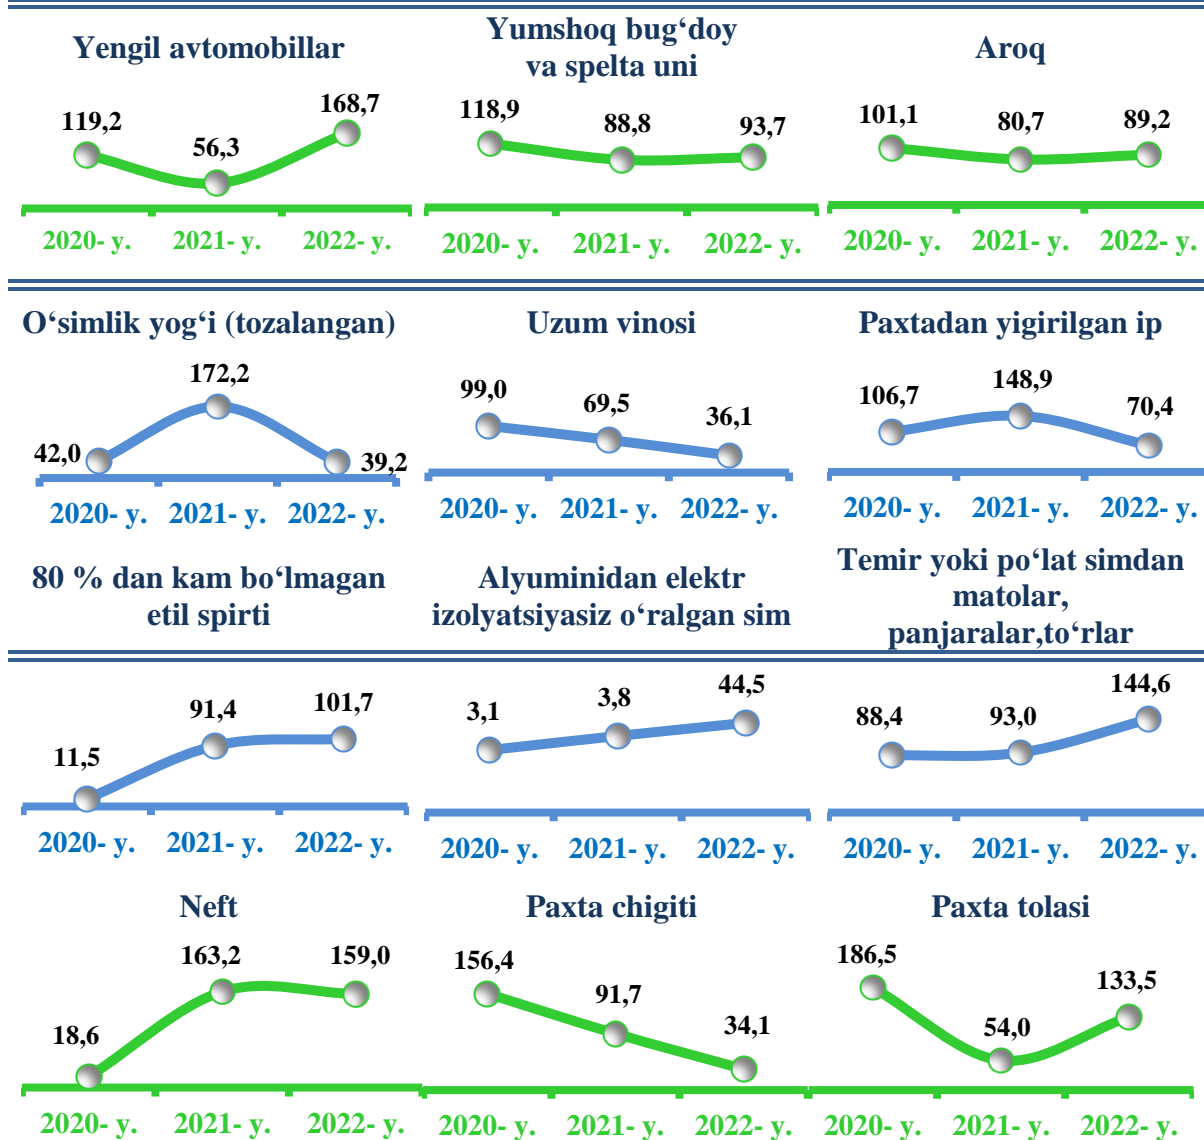 Yengil avtomobillar
119,2
56,3
168,7
2020- y. 2021- y. 2022- y.
Yumshoq bug‘doy
va spelta uni
118,9
88,8
93,7
2020- y. 2021- y. 2022- y.
Aroq
101,1
80,7
89,2
2020- y. 2021- y. 2022- y.
O‘simlik yog‘i (tozalangan)
42,0
172,2
39,2
2020- y. 2021- y. 2022- y.
Uzum vinosi
99,0
69,5
36,1
2020- y. 2021- y. 2022- y.
Paxtadan yigirilgan ip
106,7
148,9
70,4
2020- y. 2021- y. 2022- y.
80 % dan kam bo‘lmagan
etil spirti
11,5
91,4
101,7
2020- y. 2021- y. 2022- y.
Alyuminidan elektr
izolyatsiyasiz o‘ralgan sim
3,1
3,8
44,5
2020- y. 2021- y. 2022- y.
Temir yoki po‘lat simdan
matolar,
panjaralar,to‘rlar
88,4
93,0
144,6
2020- y. 2021- y. 2022- y.
Neft
18,6
163,2
159,0
2020- y. 2021- y. 2022- y.
Paxta chigiti
156,4
91,7
34,1
2020- y. 2021- y. 2022- y.
Paxta tolasi
186,5
54,0
133,5
2020- y. 2021- y. 2022- y.